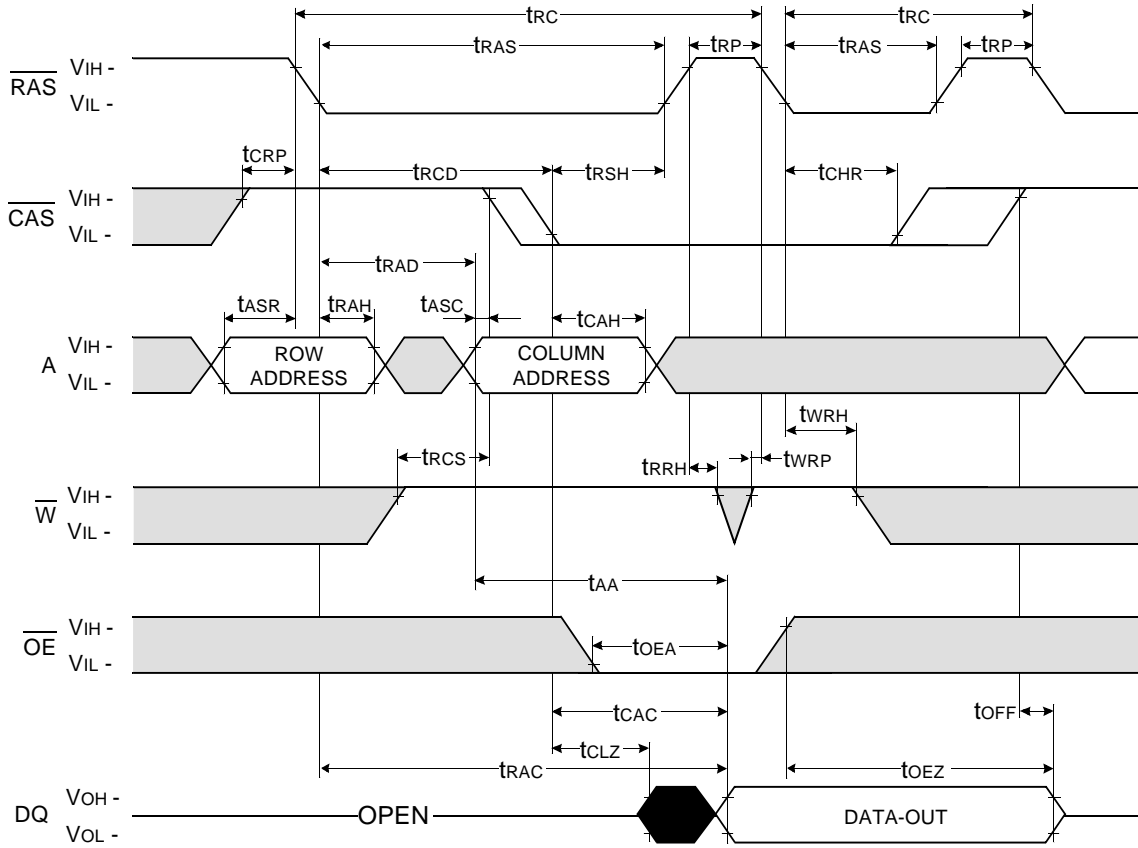 tRC tRC
tRAS tRP tRAS tRP
RAS VIH -
VIL -
tCRP tRCD tRSH tCHR
CAS VIH -
VIL -
tRAD
tASR tRAH tASC tCAH
A VIH -
VIL -
ROW ADDRESS
COLUMN ADDRESS
tWRH
tRCS tRRH tWRP
W VIH -
VIL -
tAA
OE VIH -
VIL -
tOEA
tCAC tOFF
tCLZ
tRAC tOEZ
DQ VOH -
VOL -
OPEN DATA-OUT